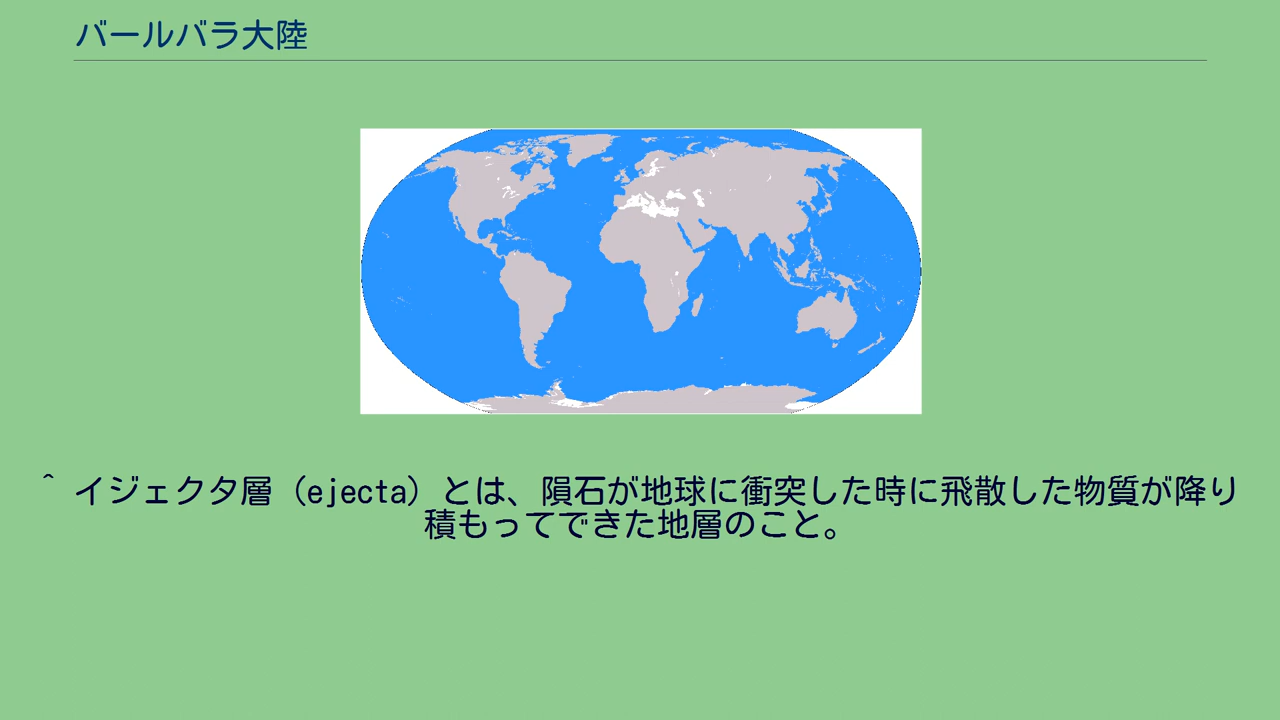 バールバラ大陸
^ イジェクタ層（ejecta）とは、隕石が地球に衝突した時に飛散した物質が降り
積もってできた地層のこと。